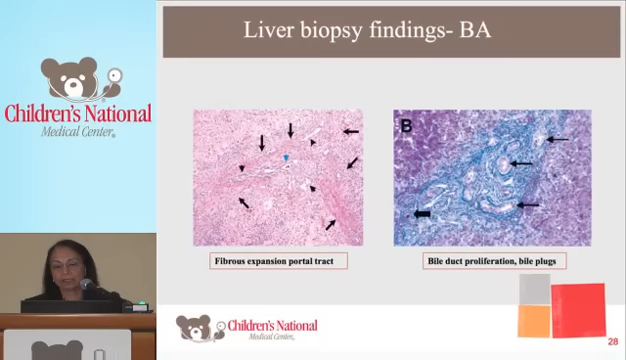 Liver biopsy findings- BA
Children's National
Medical Center®
B
Fibrous expansion portal tract
Bile duct proliferation, bile plugs
Children's National
Medical Center®
28